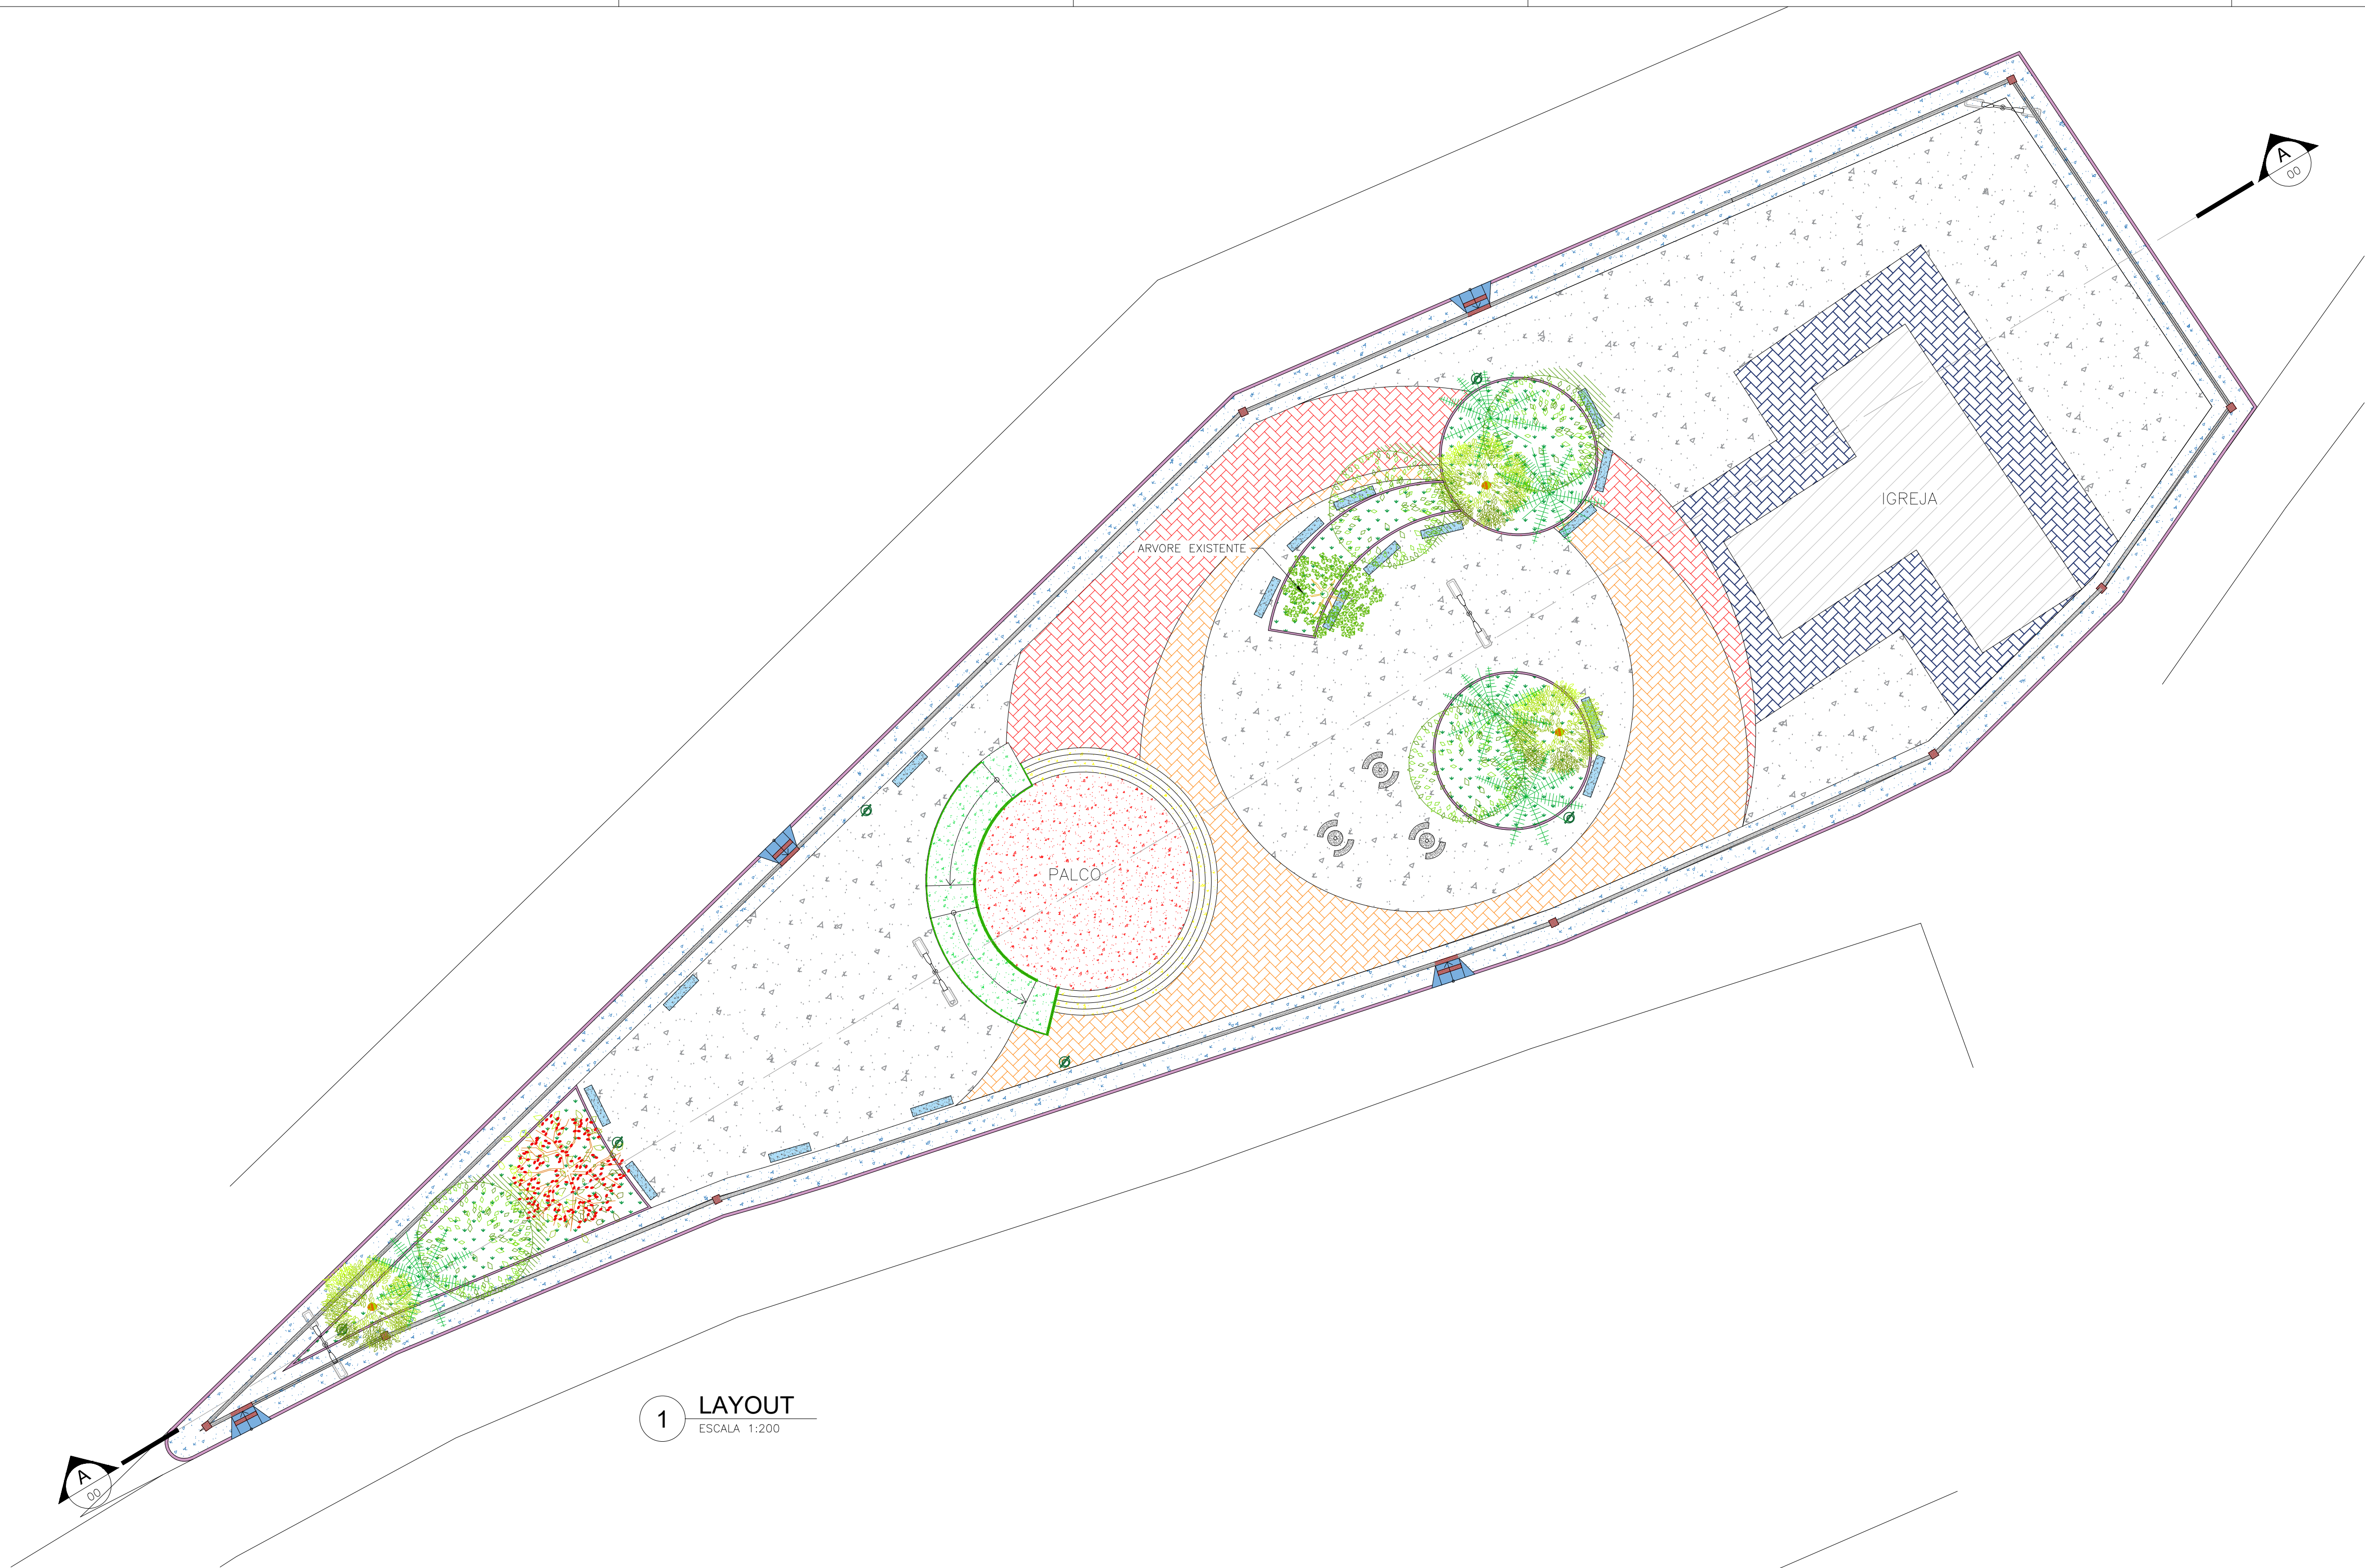 A
00
IGREJA
ARVORE EXISTENTE
PALCO
1
LAYOUT
ESCALA 1:200
A
00